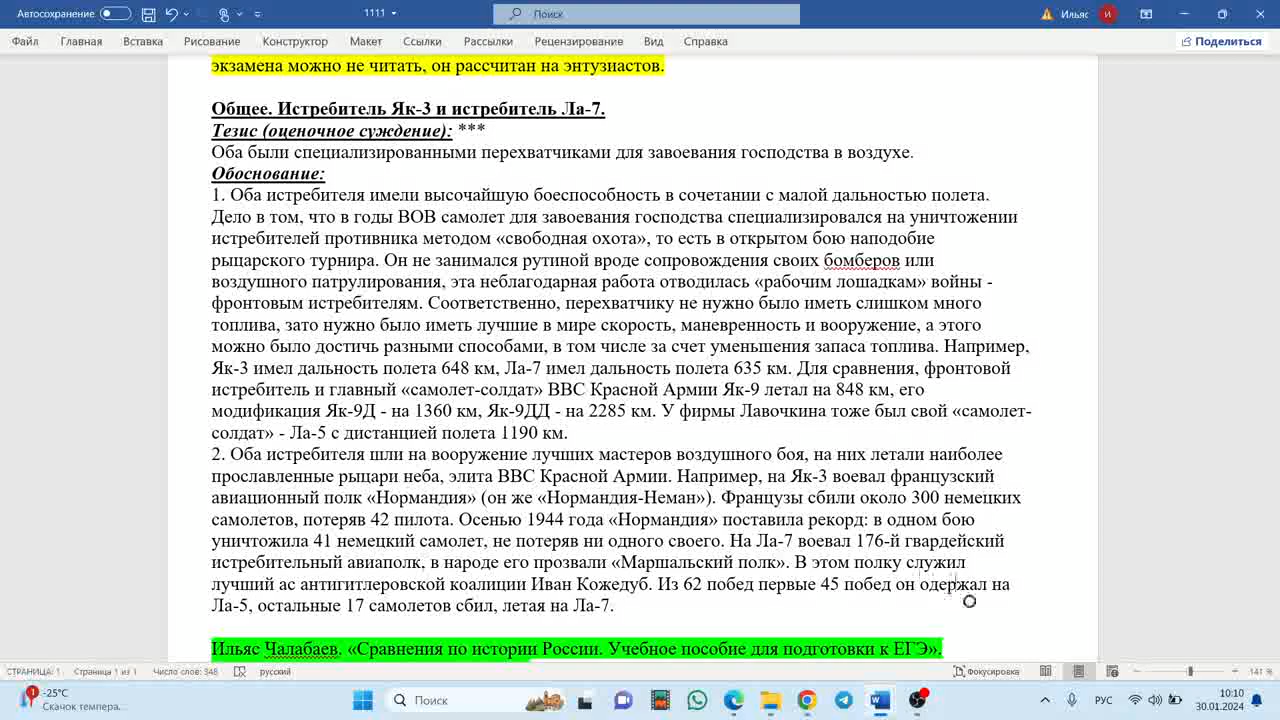 Автосохранение
1111
Поиск
Ильяс
И
Файл Главная Вставка Рисование Конструктор Макет Ссылки Рассылки Рецензирование Вид Справка Поделиться
экзамена можно не читать, он рассчитан на энтузиастов.
Общее. Истребитель Як-3 и истребитель Ла-7.
Тезис (оценочное суждение): ***
Оба были специализированными перехватчиками для завоевания господства в воздухе.
Обоснование:
1. Оба истребителя имели высочайшую боеспособность в сочетании с малой дальностью полета.
Дело в том, что в годы ВОВ самолет для завоевания господства специализировался на уничтожении
истребителей противника методом «свободная охота», то есть в открытом бою наподобие
рыцарского турнира. Он не занимался рутиной вроде сопровождения своих бомберов или
воздушного патрулирования, эта неблагодарная работа отводилась «рабочим лошадкам» войны -
фронтовым истребителям. Соответственно, перехватчику не нужно было иметь слишком много
топлива, зато нужно было иметь лучшие в мире скорость, маневренность и вооружение, а этого
можно было достичь разными способами, в том числе за счет уменьшения запаса топлива. Например,
Як-3 имел дальность полета 648 км, Ла-7 имел дальность полета 635 км. Для сравнения, фронтовой
истребитель и главный «самолет-солдат» ВВС Красной Армии Як-9 летал на 848 км, его
модификация Як-9Д - на 1360 км, Як-9ДД - на 2285 км. У фирмы Лавочкина тоже был свой «самолет-
солдат» - Ла-5 с дистанцией полета 1190 км.
2. Оба истребителя шли на вооружение лучших мастеров воздушного боя, на них летали наиболее
прославленные рыцари неба, элита ВВС Красной Армии. Например, на Як-3 воевал французский
авиационный полк «Нормандия» (он же «Нормандия-Неман»). Французы сбили около 300 немецких
самолетов, потеряв 42 пилота. Осенью 1944 года «Нормандия» поставила рекорд: в одном бою
уничтожила 41 немецкий самолет, не потеряв ни одного своего. На Ла-7 воевал 176-й гвардейский
истребительный авиаполк, в народе его прозвали «Маршальский полк». В этом полку служил
лучший ас антигитлеровской коалиции Иван Кожедуб. Из 62 побед первые 45 побед он одержал на
Ла-5, остальные 17 самолетов сбил, летая на Ла-7.
Ильяс Чалабаев. «Сравнения по истории России. Учебное пособие для подготовки к ЕГЭ».
СТРАНИЦА: 1 Страница 1 из 1 Число слов: 348 русский Фокусировка 141 %
1
-25°C
Скачок темпера...
Поиск
РУС
10:10
30.01.2024